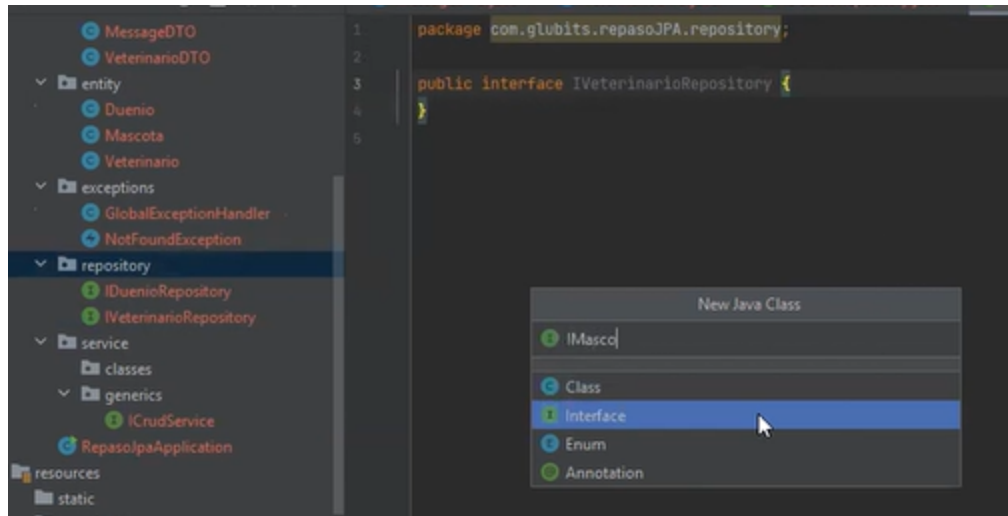 MessageDTO
VeterinarioDTO
entity
Duenio
Mascota
Veterinario
exceptions
GlobalExceptionHandler
NotFoundException
repository
IDuenioRepository
IVeterinarioRepository
service
classes
generics
ICrudService
RepasoJpaApplication
resources
static
1 package com.glubits.repasoJPA.repository;
2
3 public interface IVeterinarioRepository {
4 }
5
New Java Class
IMasco
Class
Interface
Enum
Annotation